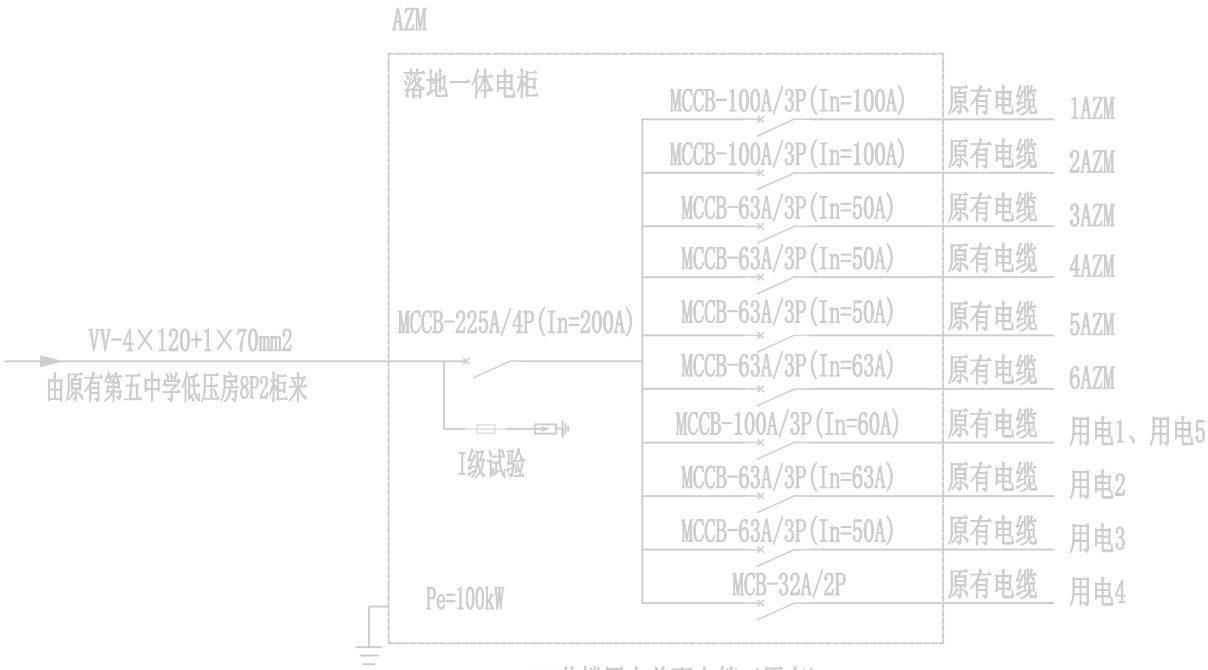 AZM
落地一体电柜
MCCB-100A/3P(In=100A) 原有电缆 1AZM
MCCB-100A/3P(In=100A) 原有电缆 2AZM
MCCB-63A/3P(In=50A) 原有电缆 3AZM
MCCB-63A/3P(In=50A) 原有电缆 4AZM
MCCB-63A/3P(In=50A) 原有电缆 5AZM
MCCB-225A/4P(In=200A)
VV-4×120+1×70mm2
由原有第五中学低压房8P2柜来
MCCB-63A/3P(In=63A) 原有电缆 6AZM
MCCB-100A/3P(In=60A) 原有电缆 用电1、用电5
I级试验
MCCB-63A/3P(In=63A) 原有电缆 用电2
MCCB-63A/3P(In=50A) 原有电缆 用电3
MCB-32A/2P 原有电缆 用电4
Pe=100kW